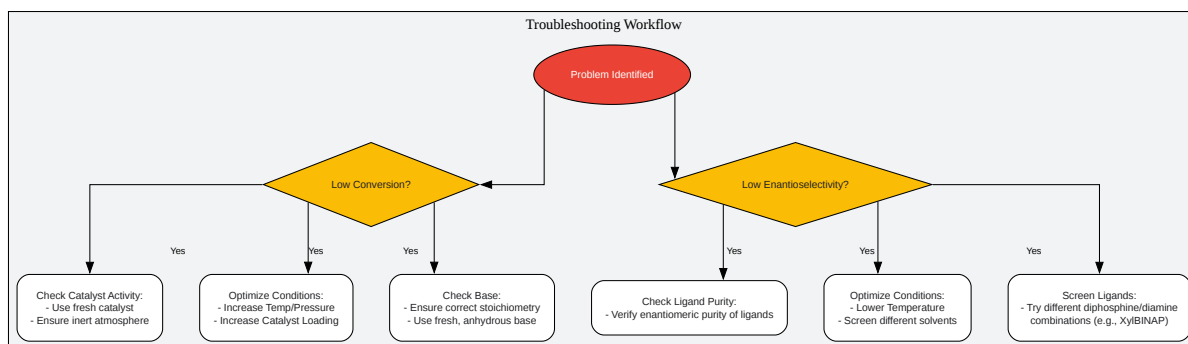 Troubleshooting Workflow
Problem Identified
Low Conversion?
Low Enantioselectivity?
Yes
Yes
Yes
Yes
Yes
Yes
Check Catalyst Activity:
- Use fresh catalyst
- Ensure inert atmosphere
Optimize Conditions:
- Increase Temp/Pressure
- Increase Catalyst Loading
Check Base:
- Ensure correct stoichiometry
- Use fresh, anhydrous base
Check Ligand Purity:
- Verify enantiomeric purity of ligands
Optimize Conditions:
- Lower Temperature
- Screen different solvents
Screen Ligands:
- Try different diphosphine/diamine
combinations (e.g., XylBINAP)